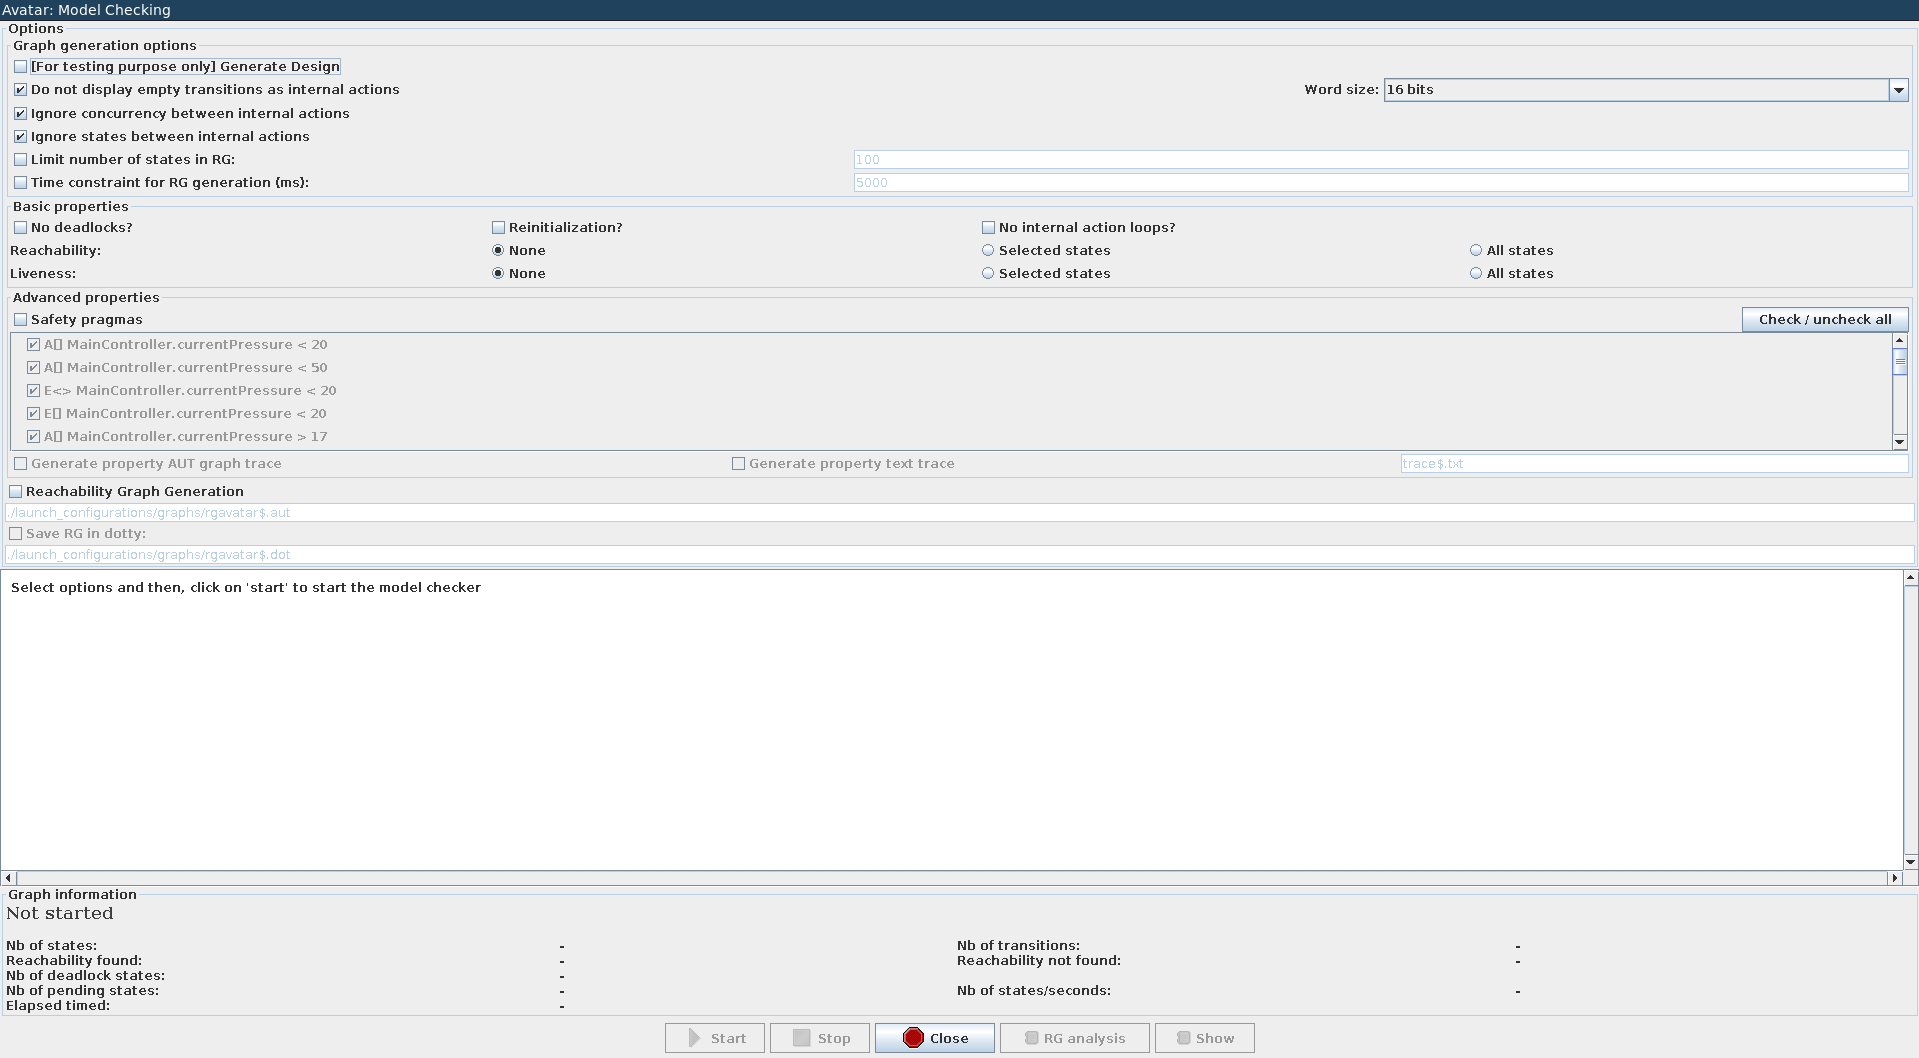 Avatar: Model Checking
Options
Graph generation options
[For testing purpose only] Generate Design
Do not display empty transitions as internal actions
Word size: 16 bits
Ignore concurrency between internal actions
Ignore states between internal actions
Limit number of states in RG: 100
Time constraint for RG generation (ms): 5000
Basic properties
No deadlocks? Reinitialization? No internal action loops?
Reachability: None Selected states All states
Liveness: None Selected states All states
Advanced properties
Safety pragmas Check / uncheck all
A[] MainController.currentPressure < 20
A[] MainController.currentPressure < 50
E<> MainController.currentPressure < 20
E[] MainController.currentPressure < 20
A[] MainController.currentPressure > 17
Generate property AUT graph trace Generate property text trace trace$.txt
Reachability Graph Generation
./launch_configurations/graphs/rgavatar$.aut
Save RG in dotty:
./launch_configurations/graphs/rgavatar$.dot
Select options and then, click on 'start' to start the model checker
Graph information
Not started
Nb of states: - Nb of transitions: -
Reachability found: - Reachability not found: -
Nb of deadlock states: -
Nb of pending states: - Nb of states/seconds: -
Elapsed timed: -
Start Stop Close RG analysis Show